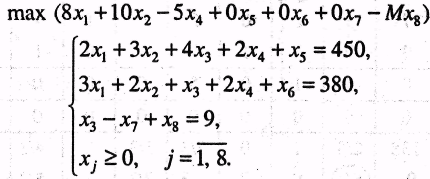 max (8x₁ + 10x₂ − 5x₄ + 0x₅ + 0x₆ + 0x₇ − Mx₈)
2x₁ + 3x₂ + 4x₃ + 2x₄ + x₅ = 450,
3x₁ + 2x₂ + x₃ + 2x₄ + x₆ = 380,
x₃ − x₇ + x₈ = 9,
xⱼ ≥ 0, j = 1, 8.